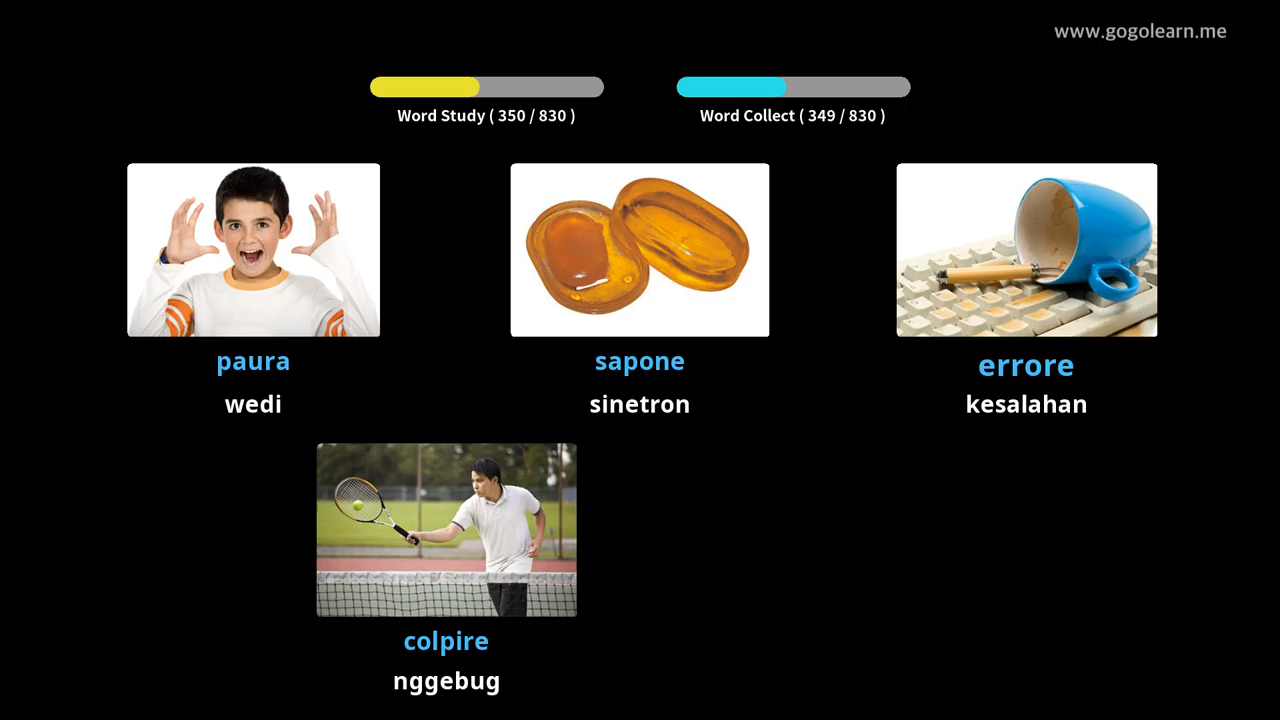 www.gogolearn.me
Word Study ( 350 / 830 )
Word Collect ( 349 / 830 )
paura
sapone
errore
wedi
sinetron
kesalahan
colpire
nggebug